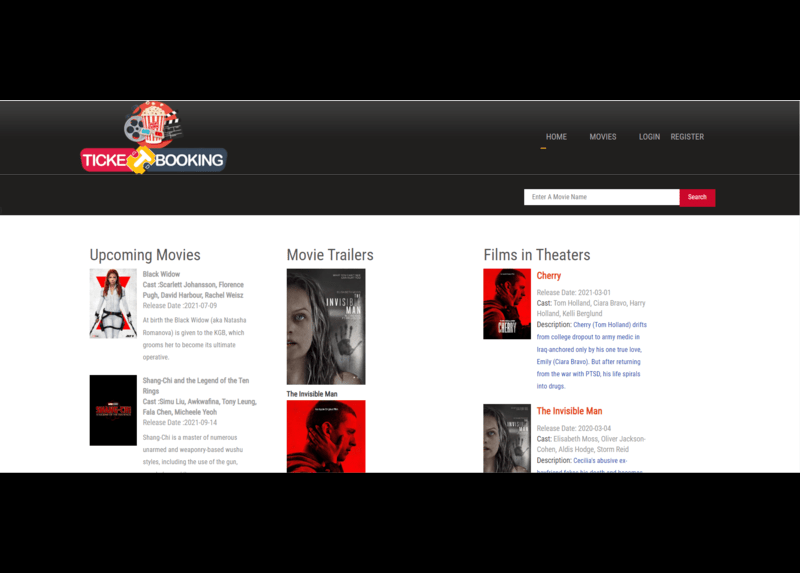 TICKE T BOOKING
HOME MOVIES LOGIN REGISTER
Enter A Movie Name Search
Upcoming Movies
Black Widow
Cast :Scarlett Johansson, Florence
Pugh, David Harbour, Rachel Weisz
Release Date :2021-07-09
At birth the Black Widow (aka Natasha
Romanova) is given to the KGB, which
grooms her to become its ultimate
operative.
SHANG-CHI
Shang-Chi and the Legend of the Ten
Rings
Cast :Simu Liu, Awkwafina, Tony Leung,
Fala Chen, Micheele Yeoh
Release Date :2021-09-14
Shang-Chi is a master of numerous
unarmed and weaponry-based wushu
styles, including the use of the gun,
Movie Trailers
THE
INVISIBLE
MAN
The Invisible Man
Films in Theaters
CHERRY
Cherry
Release Date: 2021-03-01
Cast: Tom Holland, Ciara Bravo, Harry
Holland, Kelli Berglund
Description: Cherry (Tom Holland) drifts
from college dropout to army medic in
Iraq-anchored only by his one true love,
Emily (Ciara Bravo). But after returning
from the war with PTSD, his life spirals
into drugs.
INVISIBLE
MAN
The Invisible Man
Release Date: 2020-03-04
Cast: Elisabeth Moss, Oliver Jackson-
Cohen, Aldis Hodge, Storm Reid
Description: Cecilia's abusive ex-